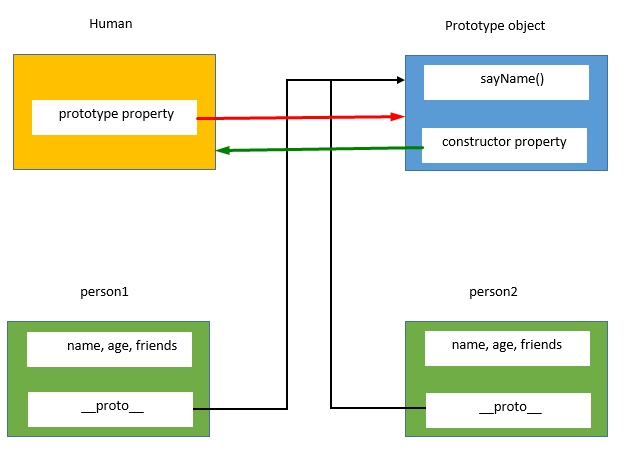 Human
Prototype object
prototype property
sayName()
constructor property
person1
person2
name, age, friends
__proto__
name, age, friends
__proto__